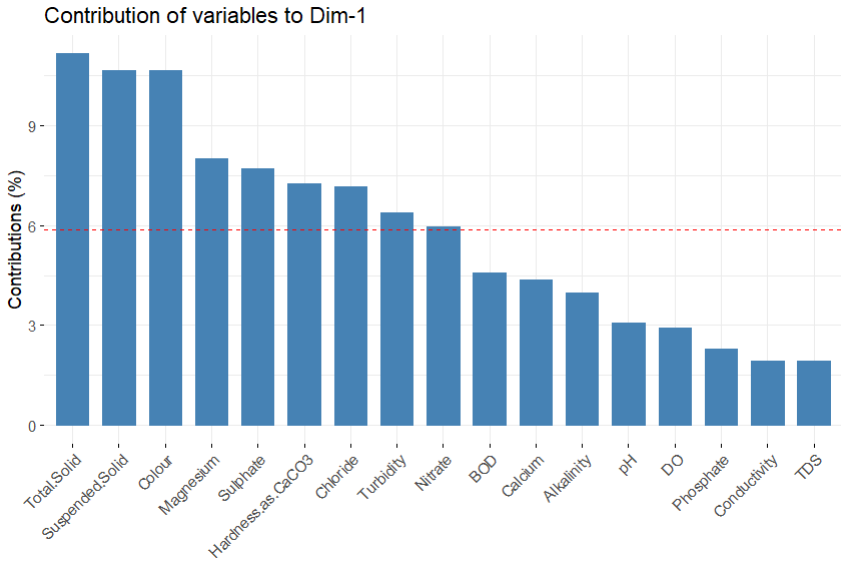 Contribution of variables to Dim-1
Contributions (%)
9
6
3
0
Total.Solid
Suspended.Solid
Colour
Magnesium
Sulphate
Hardness.as.CaCO3
Chloride
Turbidity
Nitrate
BOD
Calcium
Alkalinity
pH
DO
Phosphate
Conductivity
TDS